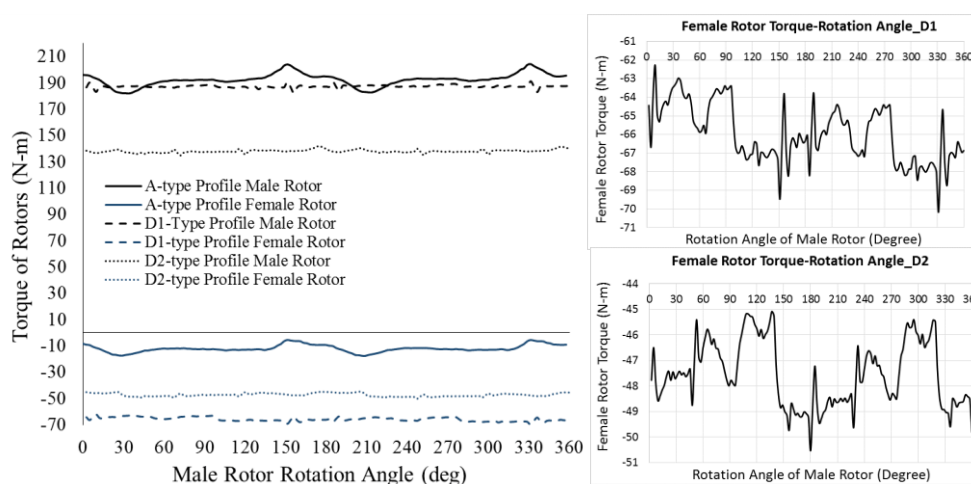 210
190
170
150
130
110
90
70
50
30
10
-10
-30
-50
-70
Torque of Rotors (N-m)
A-type Profile Male Rotor
A-type Profile Female Rotor
D1-Type Profile Male Rotor
D1-type Profile Female Rotor
D2-type Profile Male Rotor
D2-type Profile Female Rotor
0 30 60 90 120 150 180 210 240 270 300 330 360
Male Rotor Rotation Angle (deg)
Female Rotor Torque-Rotation Angle_D1
-61
0 30 60 90 120 150 180 210 240 270 300 330 360
-62
-63
-64
-65
-66
-67
-68
-69
-70
-71
Female Rotor Torque (N-m)
Rotation Angle of Male Rotor (Degree)
Female Rotor Torque-Rotation Angle_D2
-44
0 30 60 90 120 150 180 210 240 270 300 330
-45
-46
-47
-48
-49
-50
-51
Female Rotor Torque (N-m)
Rotation Angle of Male Rotor (Degree)